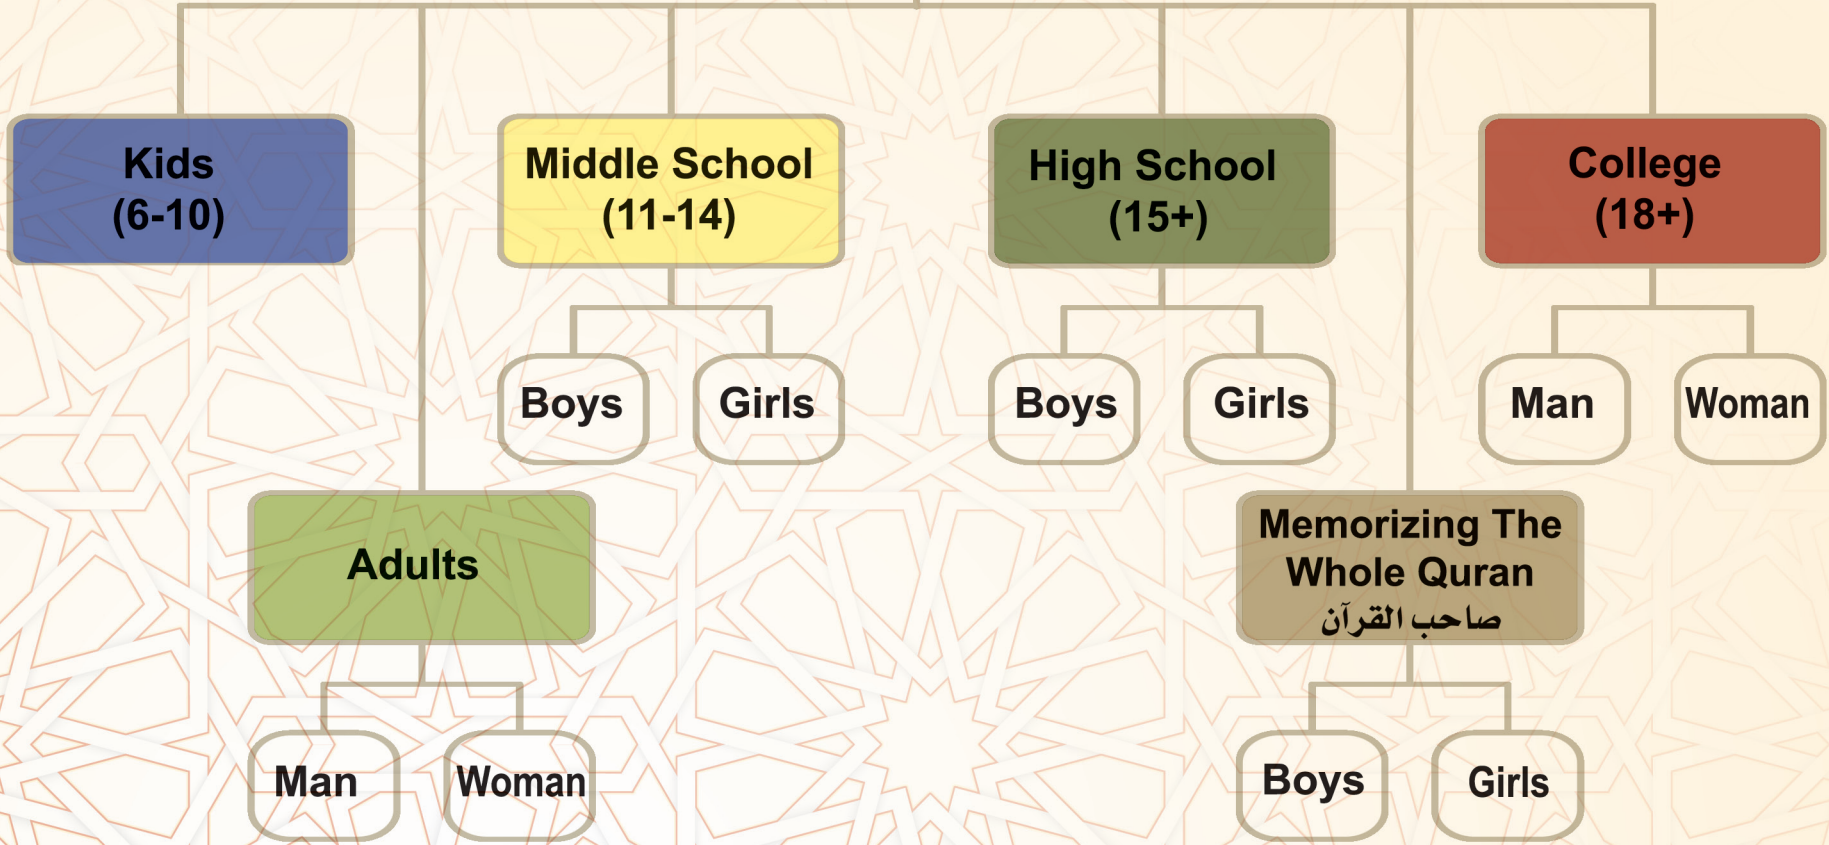 Kids
(6-10)
Middle School
(11-14)
High School
(15+)
College
(18+)
Boys
Girls
Boys
Girls
Man
Woman
Adults
Memorizing The
Whole Quran
صاحب القرآن
Man
Woman
Boys
Girls